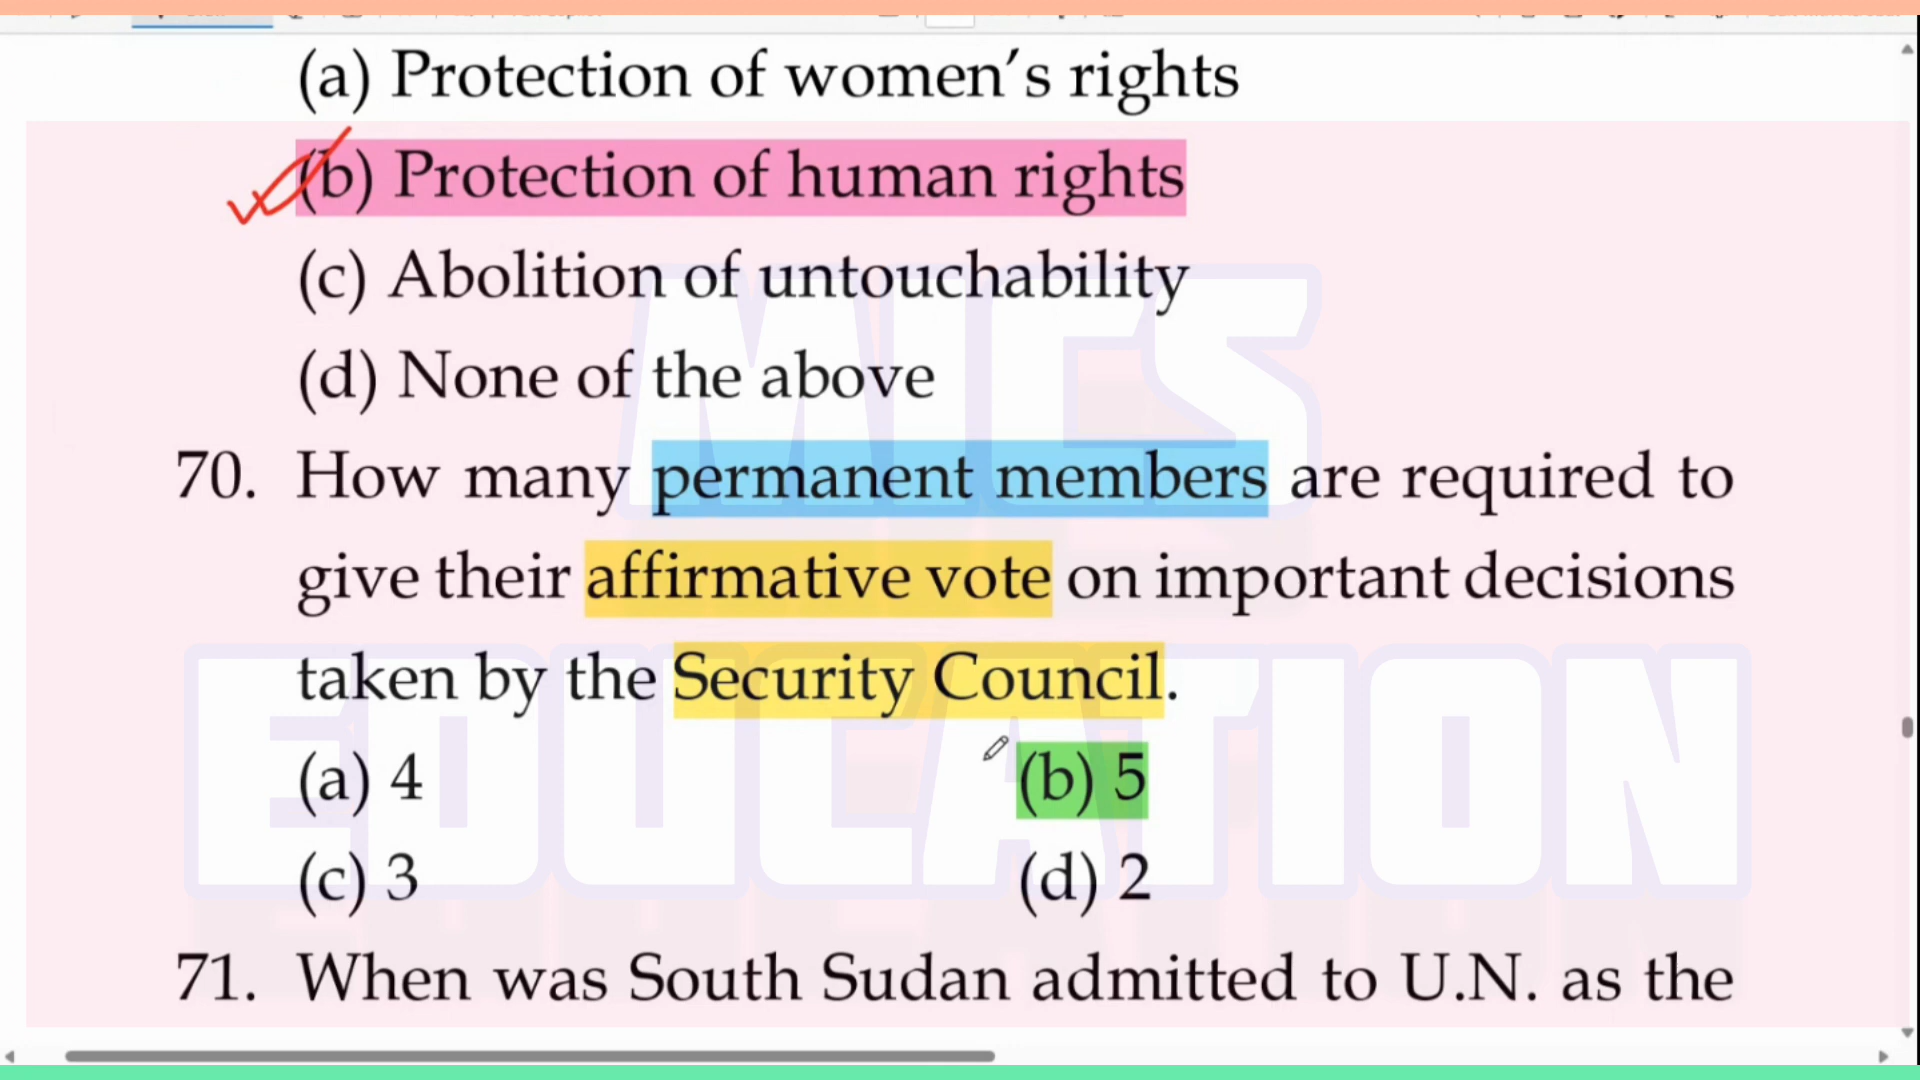 (a) Protection of women’s rights
(b) Protection of human rights
(c) Abolition of untouchability
(d) None of the above
70. How many permanent members are required to
give their affirmative vote on important decisions
taken by the Security Council.
(a) 4 (b) 5
(c) 3 (d) 2
71. When was South Sudan admitted to U.N. as the
MICS
EDUCATION